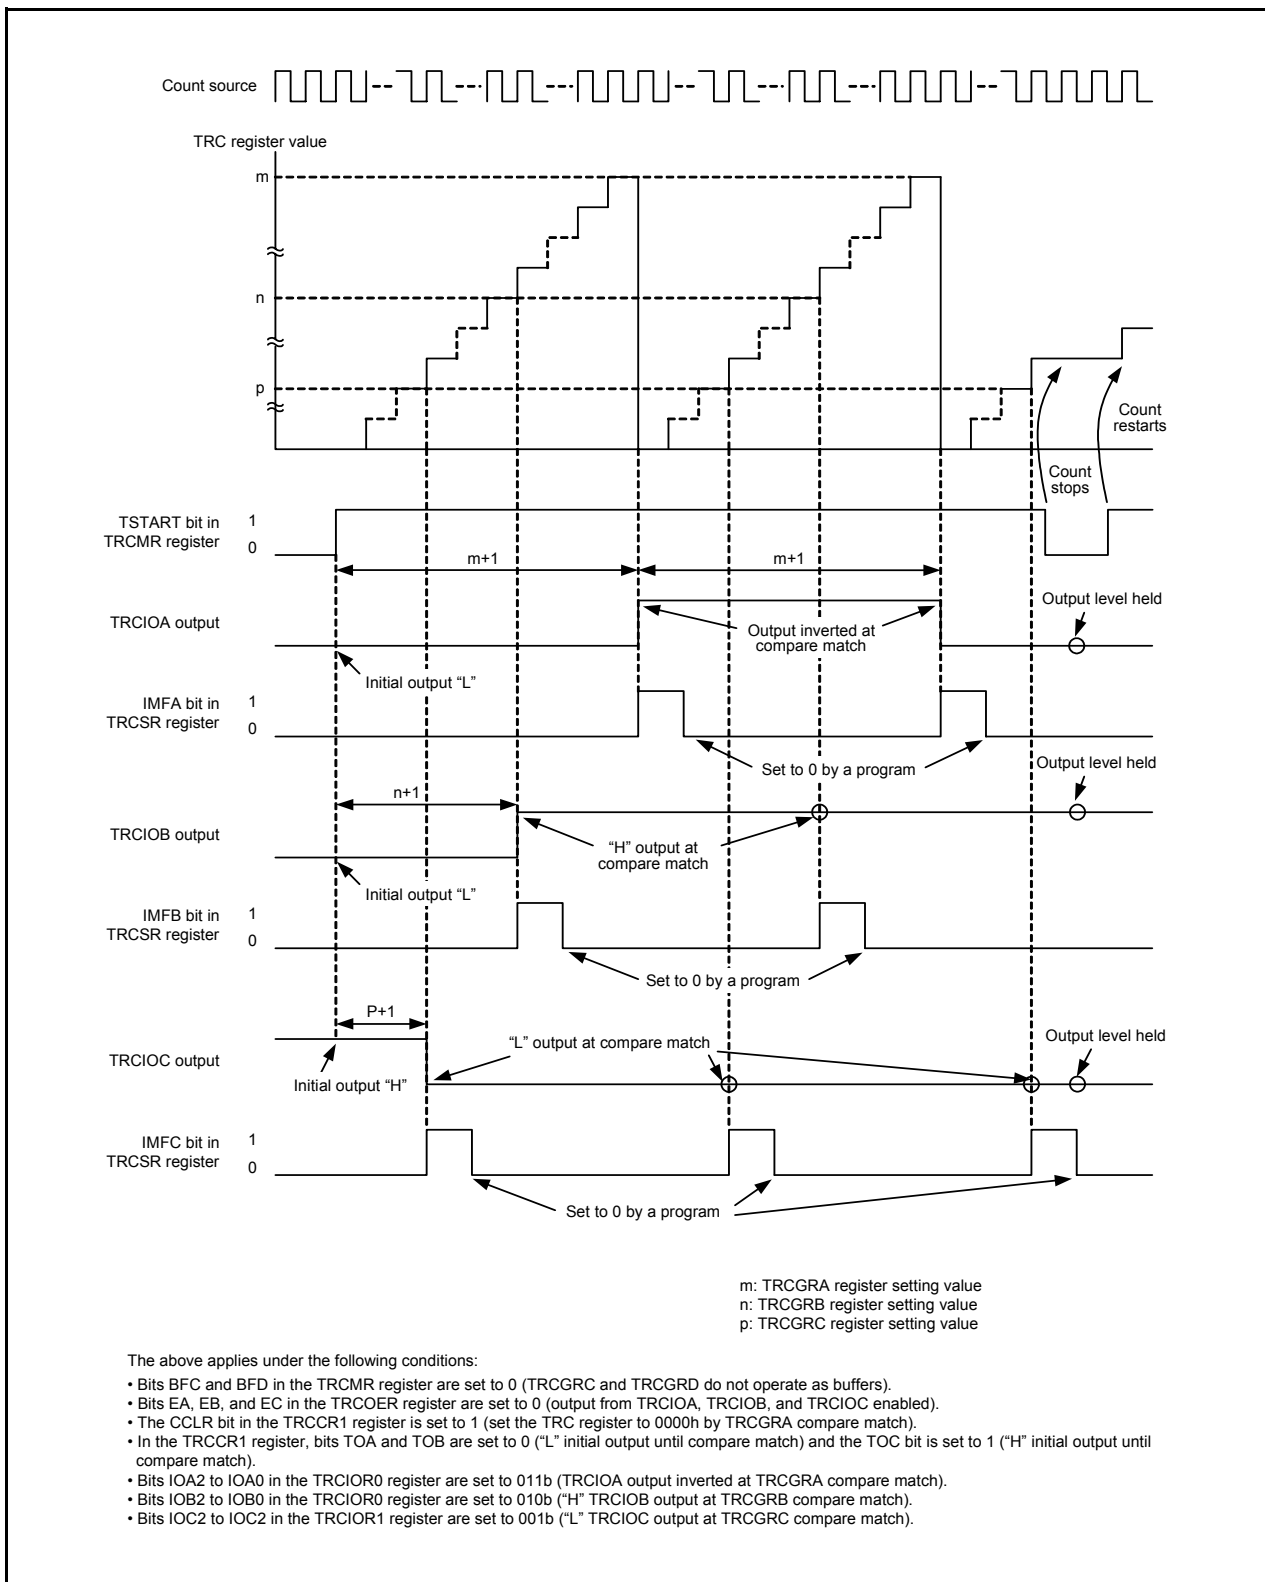 Count source
TRC register value
m
n
p
Count
restarts
Count
stops
TSTART bit in
TRCMR register
1
0
m+1
m+1
TRCIOA output
Output level held
Output inverted at
compare match
Initial output “L”
IMFA bit in
TRCSR register
1
0
Set to 0 by a program
Output level held
n+1
TRCIOB output
“H” output at
compare match
Initial output “L”
IMFB bit in
TRCSR register
1
0
Set to 0 by a program
P+1
TRCIOC output
“L” output at compare match
Output level held
Initial output “H”
IMFC bit in
TRCSR register
1
0
Set to 0 by a program
m: TRCGRA register setting value
n: TRCGRB register setting value
p: TRCGRC register setting value
The above applies under the following conditions:
• Bits BFC and BFD in the TRCMR register are set to 0 (TRCGRC and TRCGRD do not operate as buffers).
• Bits EA, EB, and EC in the TRCOER register are set to 0 (output from TRCIOA, TRCIOB, and TRCIOC enabled).
• The CCLR bit in the TRCCR1 register is set to 1 (set the TRC register to 0000h by TRCGRA compare match).
• In the TRCCR1 register, bits TOA and TOB are set to 0 (“L” initial output until compare match) and the TOC bit is set to 1 (“H” initial output until
compare match).
• Bits IOA2 to IOA0 in the TRCIOR0 register are set to 011b (TRCIOA output inverted at TRCGRA compare match).
• Bits IOB2 to IOB0 in the TRCIOR0 register are set to 010b (“H” TRCIOB output at TRCGRB compare match).
• Bits IOC2 to IOC2 in the TRCIOR1 register are set to 001b (“L” TRCIOC output at TRCGRC compare match).